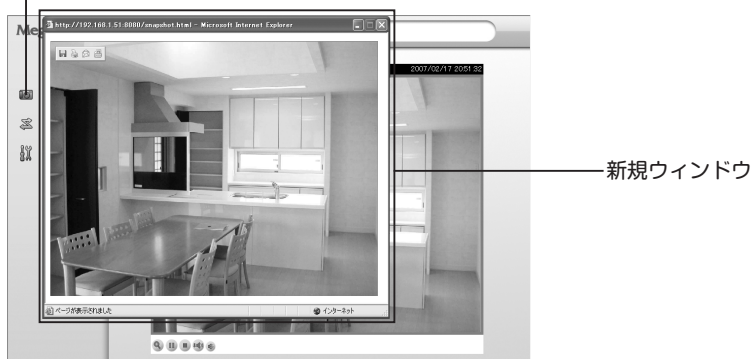 http://192.168.1.51:8080/snapshot.html - Microsoft Internet Explorer
Meg
2007/02/17 20:51:32
新規ウィンドウ
ページが表示されました
インターネット